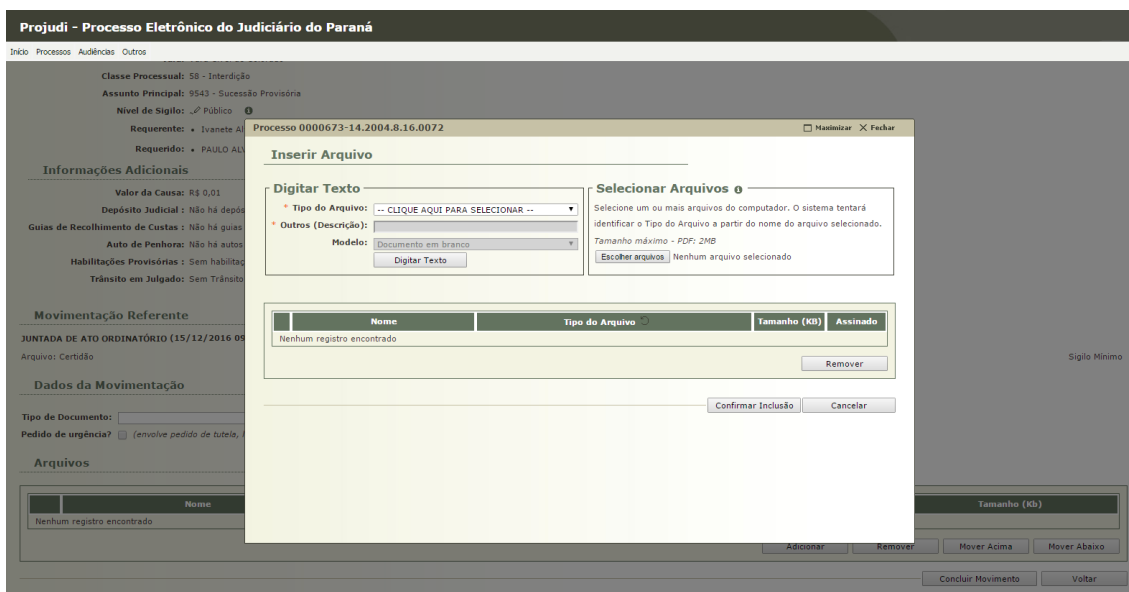 Projudi - Processo Eletrônico do Judiciário do Paraná
Início Processos Audiências Outros
Classe Processual: 58 - Interdição
Assunto Principal: 9543 - Sucessão Provisória
Nível de Sigilo: Público
Requerente: • Ivanete Al
Requerido: • PAULO ALV
Informações Adicionais
Valor da Causa: R$ 0,01
Depósito Judicial : Não há depós
Guias de Recolhimento de Custas : Não há guias
Auto de Penhora: Não há autos
Habilitações Provisórias : Sem habilitaç
Trânsito em Julgado: Sem Trânsito
Movimentação Referente
JUNTADA DE ATO ORDINATÓRIO (15/12/2016 09
Arquivo: Certidão
Sigilo Mínimo
Dados da Movimentação
Tipo de Documento:
Pedido de urgência? (envolve pedido de tutela,
Arquivos
Nome
Tamanho (Kb)
Nenhum registro encontrado
Adicionar Remover Mover Acima Mover Abaixo
Concluir Movimento Voltar
Processo 0000673-14.2004.8.16.0072
Maximizar X Fechar
Inserir Arquivo
Digitar Texto
* Tipo do Arquivo: -- CLIQUE AQUI PARA SELECIONAR --
* Outros (Descrição):
Modelo: Documento em branco
Digitar Texto
Selecionar Arquivos
Selecione um ou mais arquivos do computador. O sistema tentará
identificar o Tipo do Arquivo a partir do nome do arquivo selecionado.
Tamanho máximo - PDF: 2MB
Escolher arquivos Nenhum arquivo selecionado
Nome Tipo do Arquivo Tamanho (KB) Assinado
Nenhum registro encontrado
Remover
Confirmar Inclusão Cancelar